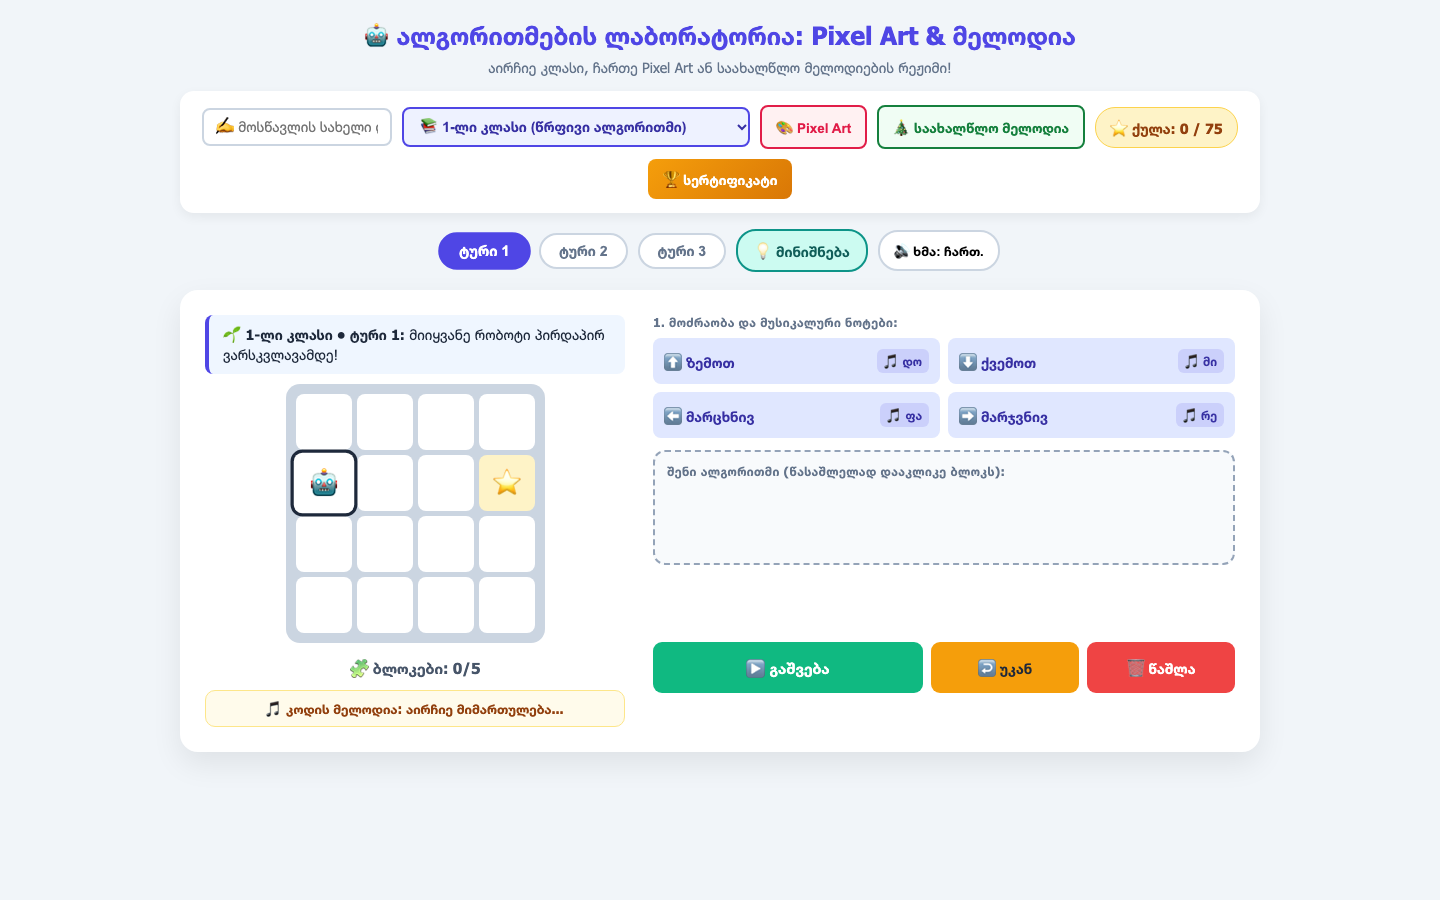 🤖 ალგორითმების ლაბორატორია: Pixel Art & მელოდია
აირჩიე კლასი, ჩართე Pixel Art ან საახალწლო მელოდიების რეჟიმი!
✍️ მოსწავლის სახელი
📚 1-ლი კლასი (წრფივი ალგორითმი)
🎨 Pixel Art
🎄 საახალწლო მელოდია
⭐ ქულა: 0 / 75
🏆 სერტიფიკატი
ტური 1
ტური 2
ტური 3
💡 მინიშნება
🔊 ხმა: ჩართ.
🌱 1-ლი კლასი • ტური 1: მიიყვანე რობოტი პირდაპირ
ვარსკვლავამდე!
🧩 ბლოკები: 0/5
🎵 კოდის მელოდია: აირჩიე მიმართულება...
1. მოძრაობა და მუსიკალური ნოტები:
⬆️ ზემოთ 🎵 დო
⬇️ ქვემოთ 🎵 მი
⬅️ მარცხნივ 🎵 ფა
➡️ მარჯვნივ 🎵 რე
შენი ალგორითმი (წასაშლელად დააკლიკე ბლოკს):
▶️ გაშვება
↩️ უკან
🗑️ წაშლა